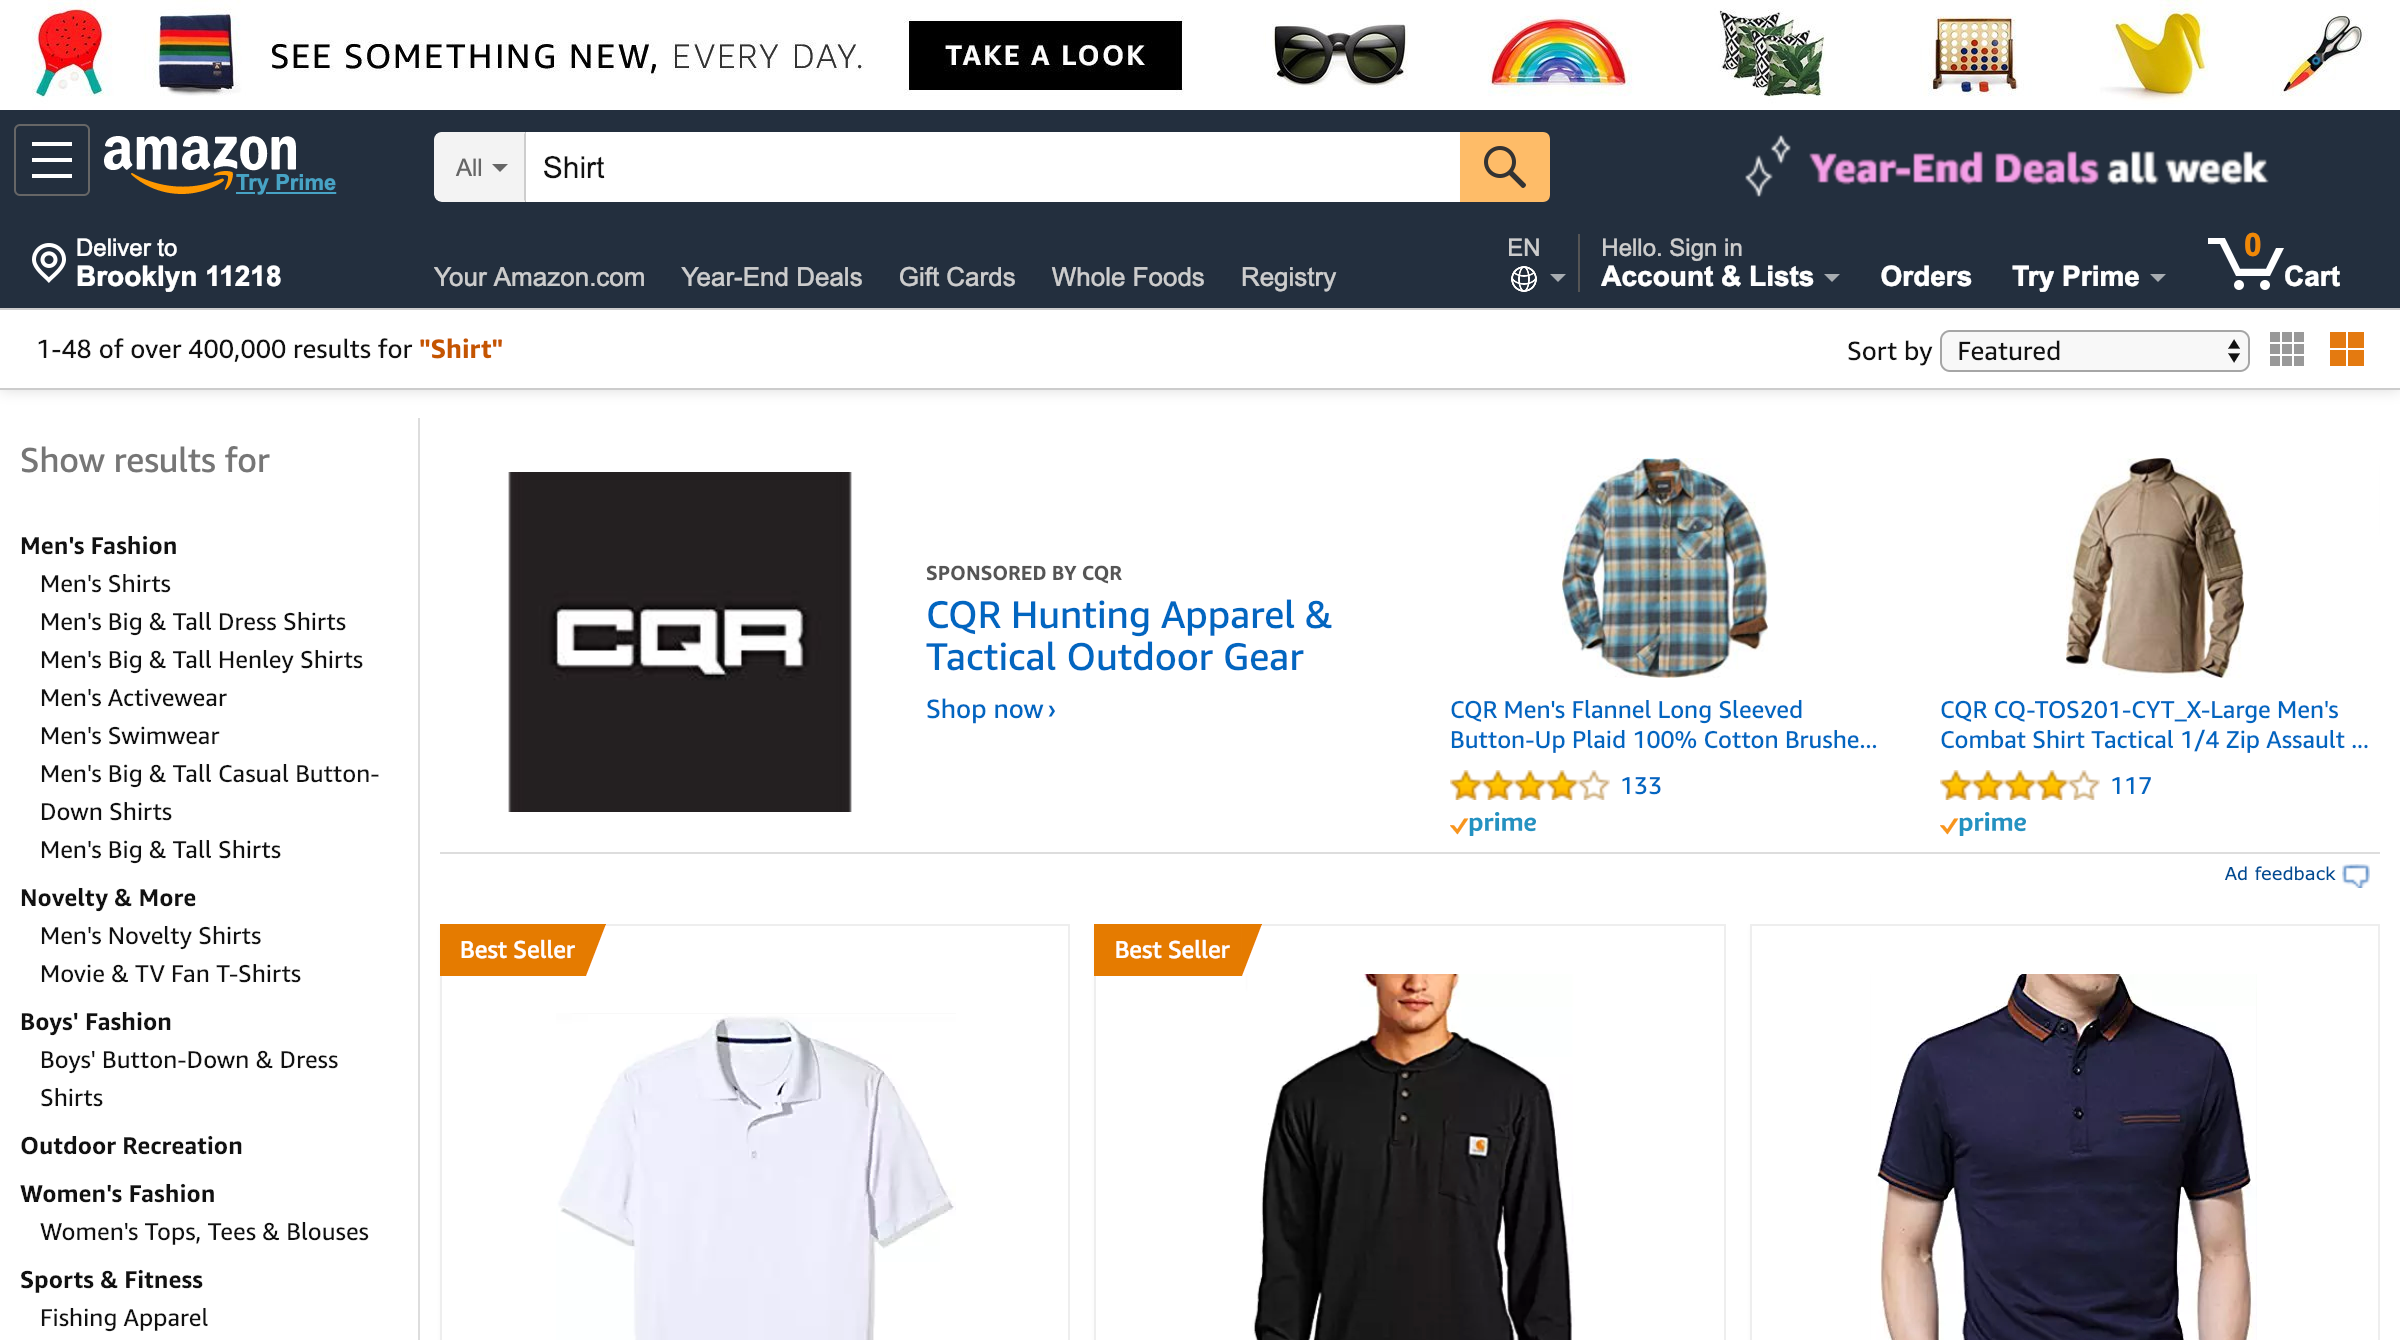 SEE SOMETHING NEW, EVERY DAY.
TAKE A LOOK
amazon
Try Prime
All
Shirt
Year-End Deals all week
Deliver to
Brooklyn 11218
Your Amazon.com
Year-End Deals
Gift Cards
Whole Foods
Registry
EN
Hello. Sign in
Account & Lists
Orders
Try Prime
0
Cart
1-48 of over 400,000 results for "Shirt"
Sort by
Featured
Show results for
Men's Fashion
Men's Shirts
Men's Big & Tall Dress Shirts
Men's Big & Tall Henley Shirts
Men's Activewear
Men's Swimwear
Men's Big & Tall Casual Button-
Down Shirts
Men's Big & Tall Shirts
Novelty & More
Men's Novelty Shirts
Movie & TV Fan T-Shirts
Boys' Fashion
Boys' Button-Down & Dress
Shirts
Outdoor Recreation
Women's Fashion
Women's Tops, Tees & Blouses
Sports & Fitness
Fishing Apparel
CQR
SPONSORED BY CQR
CQR Hunting Apparel &
Tactical Outdoor Gear
Shop now ›
CQR Men's Flannel Long Sleeved
Button-Up Plaid 100% Cotton Brushe...
133
prime
CQR CQ-TOS201-CYT_X-Large Men's
Combat Shirt Tactical 1/4 Zip Assault ...
117
prime
Ad feedback
Best Seller
Best Seller